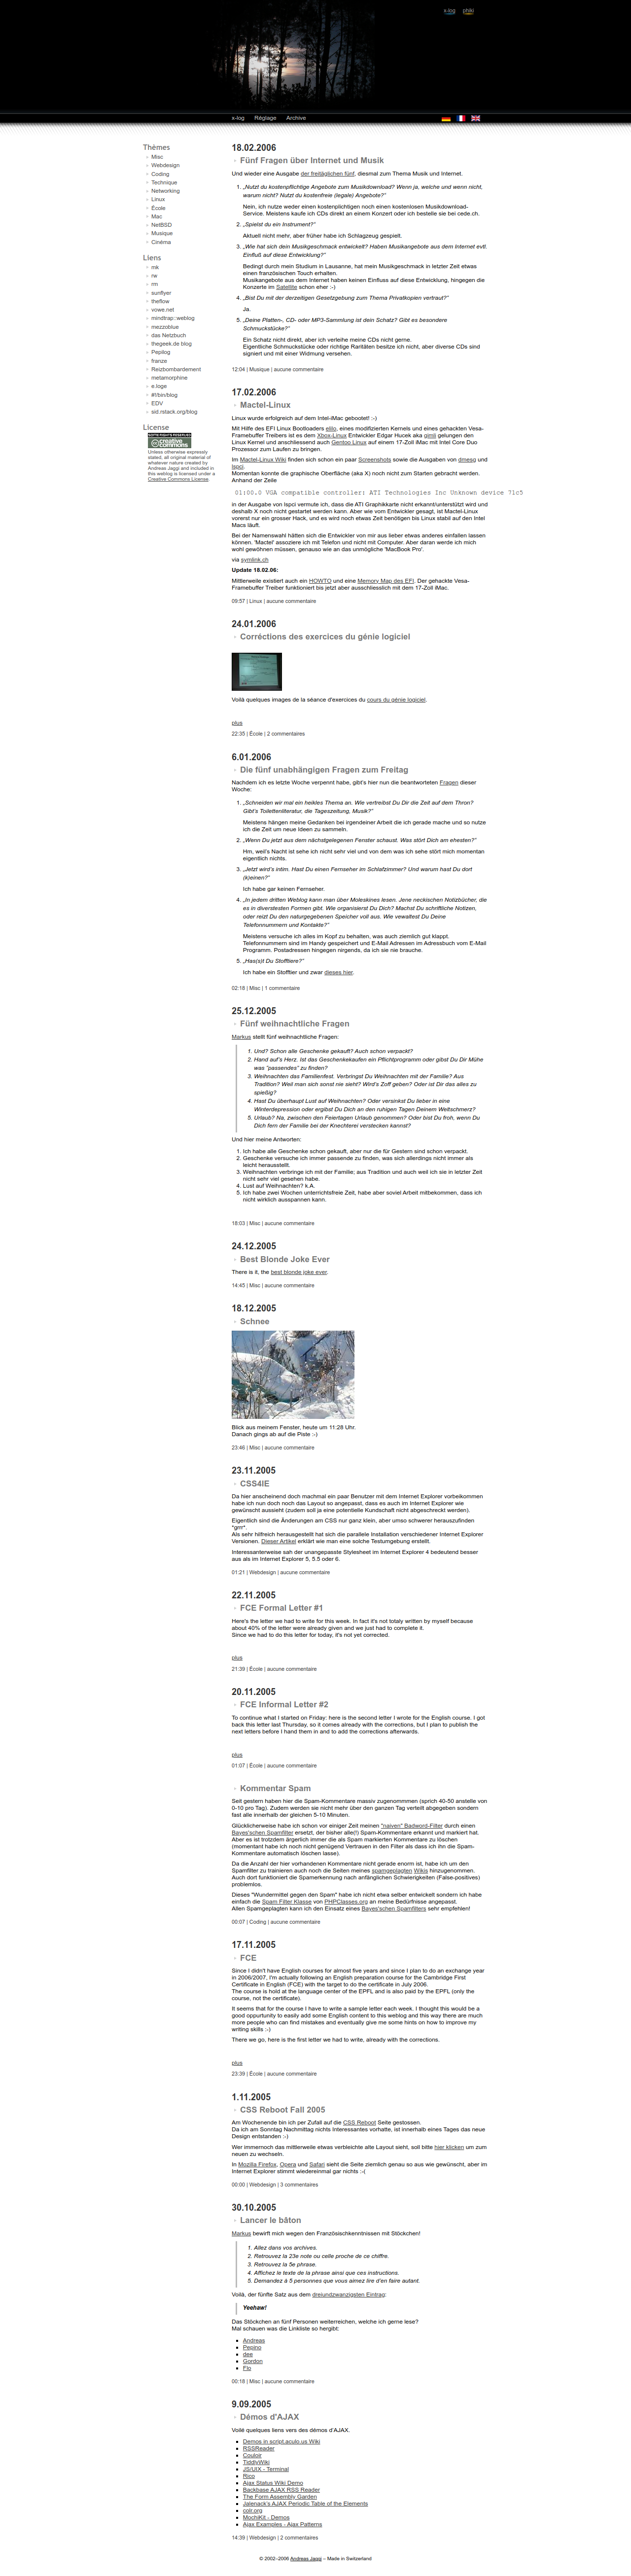 x-log phiki
x-log Réglage Archive
Thèmes
Misc
Webdesign
Coding
Technique
Networking
Linux
École
Mac
NetBSD
Musique
Cinéma
Liens
mk
rw
rm
sunflyer
theflow
vowe.net
mindtrap::weblog
mezzoblue
das Netzbuch
thegeek.de blog
Pepilog
franze
Reizbombardement
metamorphine
e.loge
#!/bin/blog
EDV
sid.rstack.org/blog
License
SOME RIGHTS RESERVED
creative commons
Unless otherwise expressly
stated, all original material of
whatever nature created by
Andreas Jaggi and included in
this weblog is licensed under a
Creative Commons License.
18.02.2006
Fünf Fragen über Internet und Musik
Und wieder eine Ausgabe der freitäglichen fünf, diesmal zum Thema Musik und Internet.
1. „Nutzt du kostenpflichtige Angebote zum Musikdownload? Wenn ja, welche und wenn nicht,
warum nicht? Nutzt du kostenfreie (legale) Angebote?"
Nein, ich nutze weder einen kostenpflichtigen noch einen kostenlosen Musikdownload-
Service. Meistens kaufe ich CDs direkt an einem Konzert oder ich bestelle sie bei cede.ch.
2. „Spielst du ein Instrument?"
Aktuell nicht mehr, aber früher habe ich Schlagzeug gespielt.
3. „Wie hat sich dein Musikgeschmack entwickelt? Haben Musikangebote aus dem Internet evtl.
Einfluß auf diese Entwicklung?"
Bedingt durch mein Studium in Lausanne, hat mein Musikgeschmack in letzter Zeit etwas
einen französischen Touch erhalten.
Musikangebote aus dem Internet haben keinen Einfluss auf diese Entwicklung, hingegen die
Konzerte im Satellite schon eher :-)
4. „Bist Du mit der derzeitigen Gesetzgebung zum Thema Privatkopien vertraut?"
Ja.
5. „Deine Platten-, CD- oder MP3-Sammlung ist dein Schatz? Gibt es besondere
Schmuckstücke?"
Ein Schatz nicht direkt, aber ich verleihe meine CDs nicht gerne.
Eigentliche Schmuckstücke oder richtige Raritäten besitze ich nicht, aber diverse CDs sind
signiert und mit einer Widmung versehen.
12:04 | Musique | aucune commentaire
17.02.2006
Mactel-Linux
Linux wurde erfolgreich auf dem Intel-iMac gebootet! :-)
Mit Hilfe des EFI Linux Bootloaders elilo, eines modifizierten Kernels und eines gehackten Vesa-
Framebuffer Treibers ist es dem Xbox-Linux Entwickler Edgar Hucek aka gimli gelungen den
Linux Kernel und anschliessend auch Gentoo Linux auf einem 17-Zoll iMac mit Intel Core Duo
Prozessor zum Laufen zu bringen.
Im Mactel-Linux Wiki finden sich schon ein paar Screenshots sowie die Ausgaben von dmesg und
lspci.
Momentan konnte die graphische Oberfläche (aka X) noch nicht zum Starten gebracht werden.
Anhand der Zeile
01:00.0 VGA compatible controller: ATI Technologies Inc Unknown device 71c5
in der Ausgabe von lspci vermute ich, dass die ATI Graphikkarte nicht erkannt/unterstützt wird und
deshalb X noch nicht gestartet werden kann. Aber wie vom Entwickler gesagt, ist Mactel-Linux
vorerst nur ein grosser Hack, und es wird noch etwas Zeit benötigen bis Linux stabil auf den Intel
Macs läuft.
Bei der Namenswahl hätten sich die Entwickler von mir aus lieber etwas anderes einfallen lassen
können. 'Mactel' assoziere ich mit Telefon und nicht mit Computer. Aber daran werde ich mich
wohl gewöhnen müssen, genauso wie an das unmögliche 'MacBook Pro'.
via symlink.ch
Update 18.02.06:
Mittlerweile existiert auch ein HOWTO und eine Memory Map des EFI. Der gehackte Vesa-
Framebuffer Treiber funktioniert bis jetzt aber ausschliesslich mit dem 17-Zoll iMac.
09:57 | Linux | aucune commentaire
24.01.2006
Corréctions des exercices du génie logiciel
Voilà quelques images de la séance d'exercices du cours du génie logiciel.
plus
22:35 | École | 2 commentaires
6.01.2006
Die fünf unabhängigen Fragen zum Freitag
Nachdem ich es letzte Woche verpennt habe, gibt's hier nun die beantworteten Fragen dieser
Woche:
1. „Schneiden wir mal ein heikles Thema an. Wie vertreibst Du Dir die Zeit auf dem Thron?
Gibt's Toilettenliteratur, die Tageszeitung, Musik?"
Meistens hängen meine Gedanken bei irgendeiner Arbeit die ich gerade mache und so nutze
ich die Zeit um neue Ideen zu sammeln.
2. „Wenn Du jetzt aus dem nächstgelegenen Fenster schaust. Was stört Dich am ehesten?"
Hm, weil's Nacht ist sehe ich nicht sehr viel und von dem was ich sehe stört mich momentan
eigentlich nichts.
3. „Jetzt wird's intim. Hast Du einen Fernseher im Schlafzimmer? Und warum hast Du dort
(k)einen?"
Ich habe gar keinen Fernseher.
4. „In jedem dritten Weblog kann man über Moleskines lesen. Jene neckischen Notizbücher, die
es in diverstesten Formen gibt. Wie organisierst Du Dich? Machst Du schriftliche Notizen,
oder reizt Du den naturgegebenen Speicher voll aus. Wie vewaltest Du Deine
Telefonnummern und Kontakte?"
Meistens versuche ich alles im Kopf zu behalten, was auch ziemlich gut klappt.
Telefonnummern sind im Handy gespeichert und E-Mail Adressen im Adressbuch vom E-Mail
Programm. Postadressen hingegen nirgends, da ich sie nie brauche.
5. „Has(s)t Du Stofftiere?"
Ich habe ein Stofftier und zwar dieses hier.
02:18 | Misc | 1 commentaire
25.12.2005
Fünf weihnachtliche Fragen
Markus stellt fünf weihnachtliche Fragen:
1. Und? Schon alle Geschenke gekauft? Auch schon verpackt?
2. Hand auf's Herz. Ist das Geschenkekaufen ein Pflichtprogramm oder gibst Du Dir Mühe
was "passendes" zu finden?
3. Weihnachten das Familienfest. Verbringst Du Weihnachten mit der Familie? Aus
Tradition? Weil man sich sonst nie sieht? Wird's Zoff geben? Oder ist Dir das alles zu
spießig?
4. Hast Du überhaupt Lust auf Weihnachten? Oder versinkst Du lieber in eine
Winterdepression oder ergibst Du Dich an den ruhigen Tagen Deinem Weltschmerz?
5. Urlaub? Na, zwischen den Feiertagen Urlaub genommen? Oder bist Du froh, wenn Du
Dich fern der Familie bei der Knechterei verstecken kannst?
Und hier meine Antworten:
1. Ich habe alle Geschenke schon gekauft, aber nur die für Gestern sind schon verpackt.
2. Geschenke versuche ich immer passende zu finden, was sich allerdings nicht immer als
leicht herausstellt.
3. Weihnachten verbringe ich mit der Familie; aus Tradition und auch weil ich sie in letzter Zeit
nicht sehr viel gesehen habe.
4. Lust auf Weihnachten? k.A.
5. Ich habe zwei Wochen unterrichtsfreie Zeit, habe aber soviel Arbeit mitbekommen, dass ich
nicht wirklich ausspannen kann.
18:03 | Misc | aucune commentaire
24.12.2005
Best Blonde Joke Ever
There is it, the best blonde joke ever.
14:45 | Misc | aucune commentaire
18.12.2005
Schnee
Blick aus meinem Fenster, heute um 11:28 Uhr.
Danach gings ab auf die Piste :-)
23:46 | Misc | aucune commentaire
23.11.2005
CSS4IE
Da hier anscheinend doch machmal ein paar Benutzer mit dem Internet Explorer vorbeikommen
habe ich nun doch noch das Layout so angepasst, dass es auch im Internet Explorer wie
gewünscht aussieht (zudem soll ja eine potentielle Kundschaft nicht abgeschreckt werden).
Eigentlich sind die Änderungen am CSS nur ganz klein, aber umso schwerer herauszufinden
*grrr*.
Als sehr hilfreich herausgestellt hat sich die parallele Installation verschiedener Internet Explorer
Versionen. Dieser Artikel erklärt wie man eine solche Testumgebung erstellt.
Interessanterweise sah der unangepasste Stylesheet im Internet Explorer 4 bedeutend besser
aus als im Internet Explorer 5, 5.5 oder 6.
01:21 | Webdesign | aucune commentaire
22.11.2005
FCE Formal Letter #1
Here's the letter we had to write for this week. In fact it's not totaly written by myself because
about 40% of the letter were already given and we just had to complete it.
Since we had to do this letter for today, it's not yet corrected.
plus
21:39 | École | aucune commentaire
20.11.2005
FCE Informal Letter #2
To continue what I started on Friday: here is the second letter I wrote for the English course. I got
back this letter last Thursday, so it comes already with the corrections, but I plan to publish the
next letters before I hand them in and to add the corrections afterwards.
plus
01:07 | École | aucune commentaire
Kommentar Spam
Seit gestern haben hier die Spam-Kommentare massiv zugenommmen (sprich 40-50 anstelle von
0-10 pro Tag). Zudem werden sie nicht mehr über den ganzen Tag verteilt abgegeben sondern
fast alle innerhalb der gleichen 5-10 Minuten.
Glücklicherweise habe ich schon vor einiger Zeit meinen "naiven" Badword-Filter durch einen
Bayes'schen Spamfilter ersetzt, der bisher alle(!) Spam-Kommentare erkannt und markiert hat.
Aber es ist trotzdem ärgerlich immer die als Spam markierten Kommentare zu löschen
(momentant habe ich noch nicht genügend Vertrauen in den Filter als dass ich ihn die Spam-
Kommentare automatisch löschen lasse).
Da die Anzahl der hier vorhandenen Kommentare nicht gerade enorm ist, habe ich um den
Spamfilter zu trainieren auch noch die Seiten meines spamgeplagten Wikis hinzugenommen.
Auch dort funktioniert die Spamerkennung nach anfänglichen Schwierigkeiten (False-positives)
problemlos.
Dieses "Wundermittel gegen den Spam" habe ich nicht etwa selber entwickelt sondern ich habe
einfach die Spam Filter Klasse von PHPClasses.org an meine Bedürfnisse angepasst.
Allen Spamgeplagten kann ich den Einsatz eines Bayes'schen Spamfilters sehr empfehlen!
00:07 | Coding | aucune commentaire
17.11.2005
FCE
Since I didn't have English courses for almost five years and since I plan to do an exchange year
in 2006/2007, I'm actually following an English preparation course for the Cambridge First
Certificate in English (FCE) with the target to do the certificate in July 2006.
The course is hold at the language center of the EPFL and is also paid by the EPFL (only the
course, not the certificate).
It seems that for the course I have to write a sample letter each week. I thought this would be a
good opportunity to easily add some English content to this weblog and this way there are much
more people who can find mistakes and eventually give me some hints on how to improve my
writing skills :-)
There we go, here is the first letter we had to write, already with the corrections.
plus
23:39 | École | aucune commentaire
1.11.2005
CSS Reboot Fall 2005
Am Wochenende bin ich per Zufall auf die CSS Reboot Seite gestossen.
Da ich am Sonntag Nachmittag nichts Interessantes vorhatte, ist innerhalb eines Tages das neue
Design entstanden :-)
Wer immernoch das mittlerweile etwas verbleichte alte Layout sieht, soll bitte hier klicken um zum
neuen zu wechseln.
In Mozilla Firefox, Opera und Safari sieht die Seite ziemlich genau so aus wie gewünscht, aber im
Internet Explorer stimmt wiedereinmal gar nichts :-(
00:00 | Webdesign | 3 commentaires
30.10.2005
Lancer le bâton
Markus bewirft mich wegen den Französischkenntnissen mit Stöckchen!
1. Allez dans vos archives.
2. Retrouvez la 23e note ou celle proche de ce chiffre.
3. Retrouvez la 5e phrase.
4. Affichez le texte de la phrase ainsi que ces instructions.
5. Demandez à 5 personnes que vous aimez lire d'en faire autant.
Voilà, der fünfte Satz aus dem dreiundzwanzigsten Eintrag:
Yeehaw!
Das Stöckchen an fünf Personen weiterreichen, welche ich gerne lese?
Mal schauen was die Linkliste so hergibt:
Andreas
Pepino
dee
Gordon
Flo
00:18 | Misc | aucune commentaire
9.09.2005
Démos d'AJAX
Voilé quelques liens vers des démos d'AJAX.
Demos in script.aculo.us Wiki
RSSReader
Couloir
TiddlyWiki
JS/UIX - Terminal
Rico
Ajax Status Wiki Demo
Backbase AJAX RSS Reader
The Form Assembly Garden
Jalenack's AJAX Periodic Table of the Elements
colr.org
MochiKit - Demos
Ajax Examples - Ajax Patterns
14:39 | Webdesign | 2 commentaires
© 2002–2006 Andreas Jaggi – Made in Switzerland